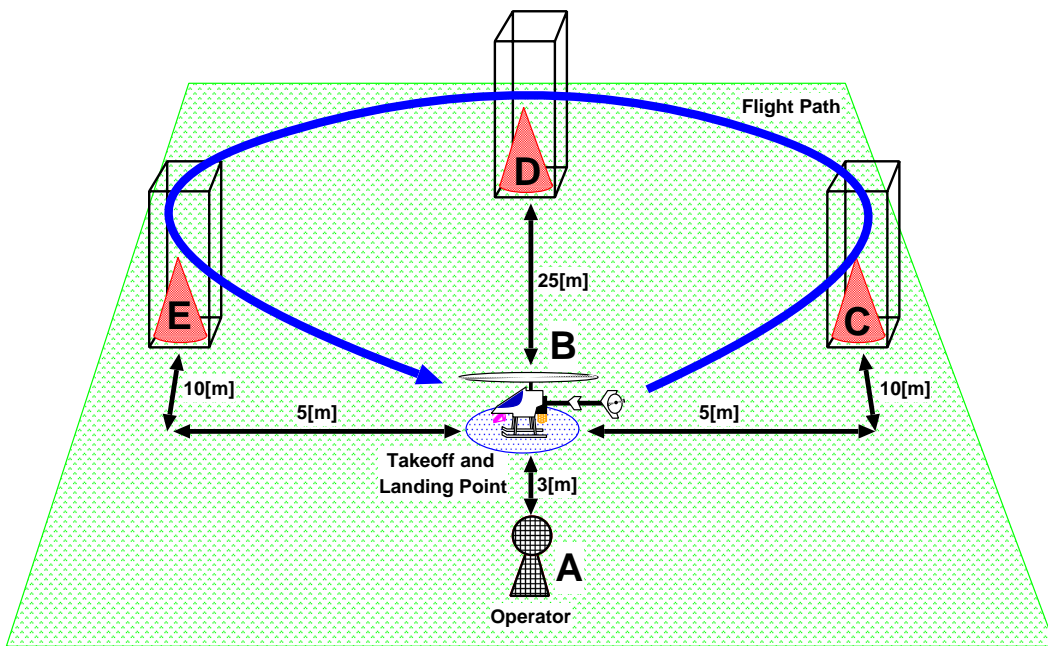 Flight Path
D
E
C
25[m]
B
10[m]
10[m]
5[m]
5[m]
Takeoff and
Landing Point
3[m]
A
Operator